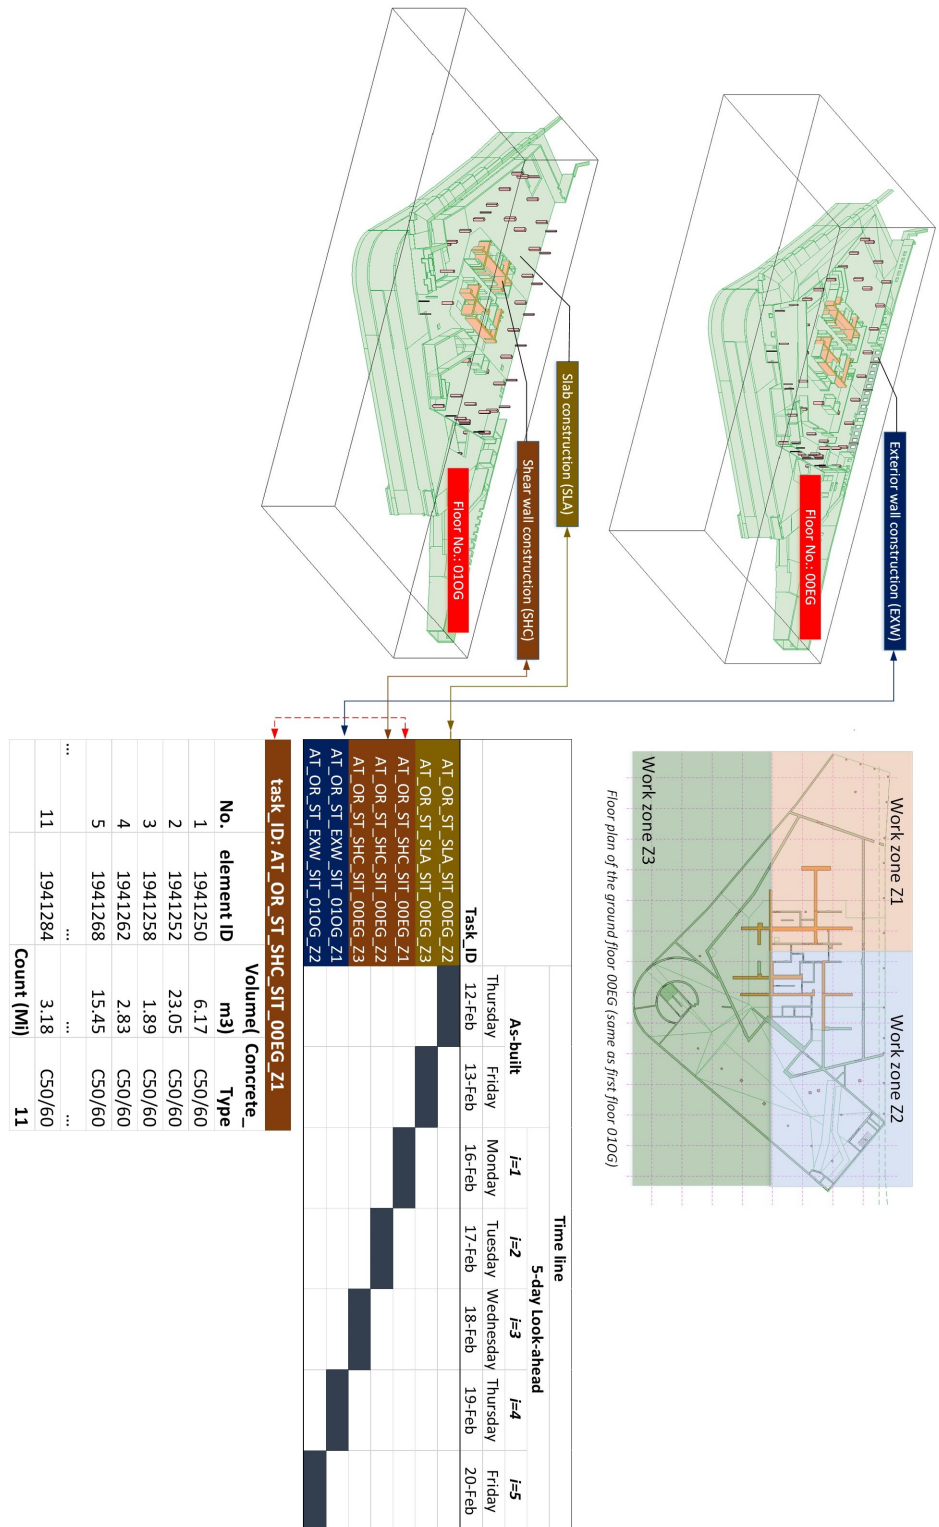 Exterior wall construction (EXW)
Floor No.: 00EG
Slab construction (SLA)
Shear wall construction (SHC)
Floor No.: 01OG
Work zone Z1
Work zone Z2
Work zone Z3
Floor plan of the ground floor 00EG (same as first floor 01OG)
Time line
As-built
5-day Look-ahead
i=1 i=2 i=3 i=4 i=5
Thursday Friday Monday Tuesday Wednesday Thursday Friday
Task_ID 12-Feb 13-Feb 16-Feb 17-Feb 18-Feb 19-Feb 20-Feb
AT_OR_ST_SLA_SIT_00EG_Z2
AT_OR_ST_SLA_SIT_00EG_Z3
AT_OR_ST_SHC_SIT_00EG_Z1
AT_OR_ST_SHC_SIT_00EG_Z2
AT_OR_ST_SHC_SIT_00EG_Z3
AT_OR_ST_EXW_SIT_01OG_Z1
AT_OR_ST_EXW_SIT_01OG_Z2
task_ID: AT_OR_ST_SHC_SIT_00EG_Z1
Volume( Concrete_
No. element ID m3) Type
1 1941250 6.17 C50/60
2 1941252 23.05 C50/60
3 1941258 1.89 C50/60
4 1941262 2.83 C50/60
5 1941268 15.45 C50/60
... ... ... ...
11 1941284 3.18 C50/60
Count (Mi) 11